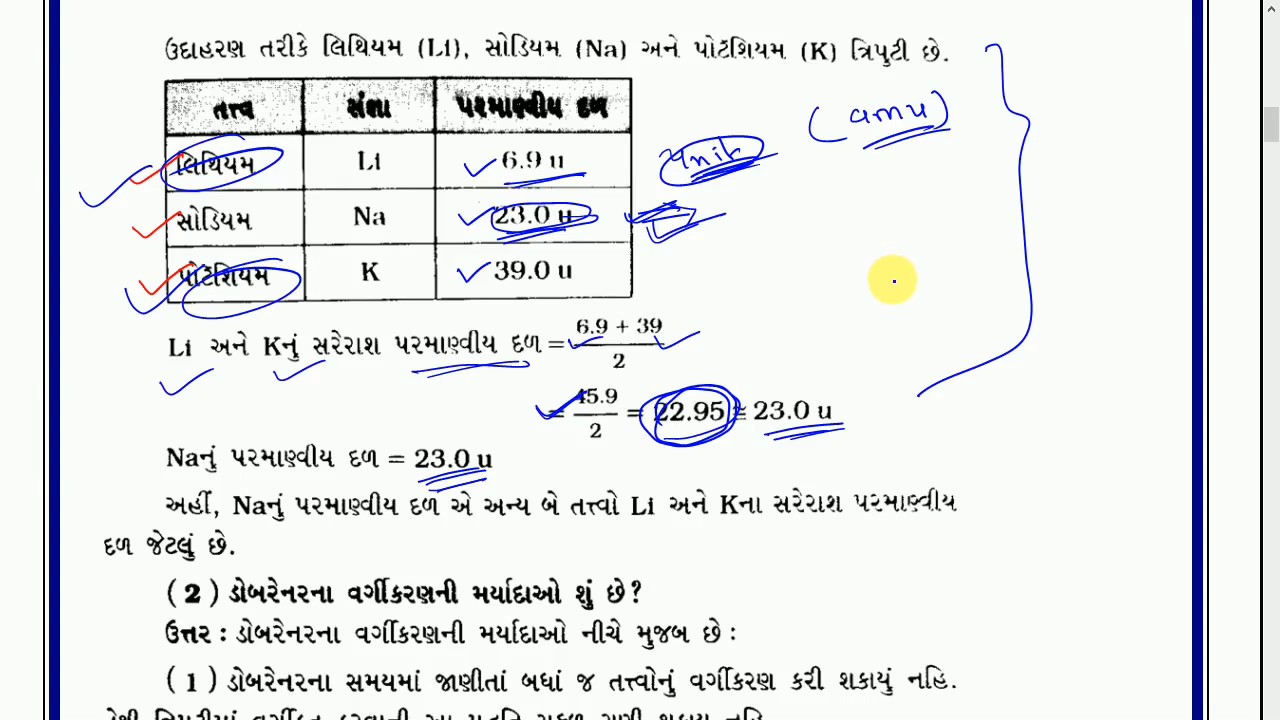 ઉદાહરણ તરીકે લિથિયમ (Li), સોડિયમ (Na) અને પોટૅશિયમ (K) ત્રિપુટી છે.
તત્ત્વ સંજ્ઞા પરમાણ્વીય દળ
(amu)
લિથિયમ Li 6.9 u યુનિટ
સોડિયમ Na 23.0 u
પોટૅશિયમ K 39.0 u
Li અને Kનું સરેરાશ પરમાણ્વીય દળ = 6.9 + 39 / 2
= 45.9 / 2 = 22.95 ≅ 23.0 u
Naનું પરમાણ્વીય દળ = 23.0 u
અહીં, Naનું પરમાણ્વીય દળ એ અન્ય બે તત્ત્વો Li અને Kના સરેરાશ પરમાણ્વીય
દળ જેટલું છે.
(2) ડોબરેનરના વર્ગીકરણની મર્યાદાઓ શું છે?
ઉત્તર : ડોબરેનરના વર્ગીકરણની મર્યાદાઓ નીચે મુજબ છે :
(1) ડોબરેનરના સમયમાં જાણીતાં બધાં જ તત્ત્વોનું વર્ગીકરણ કરી શકાયું નહિ.